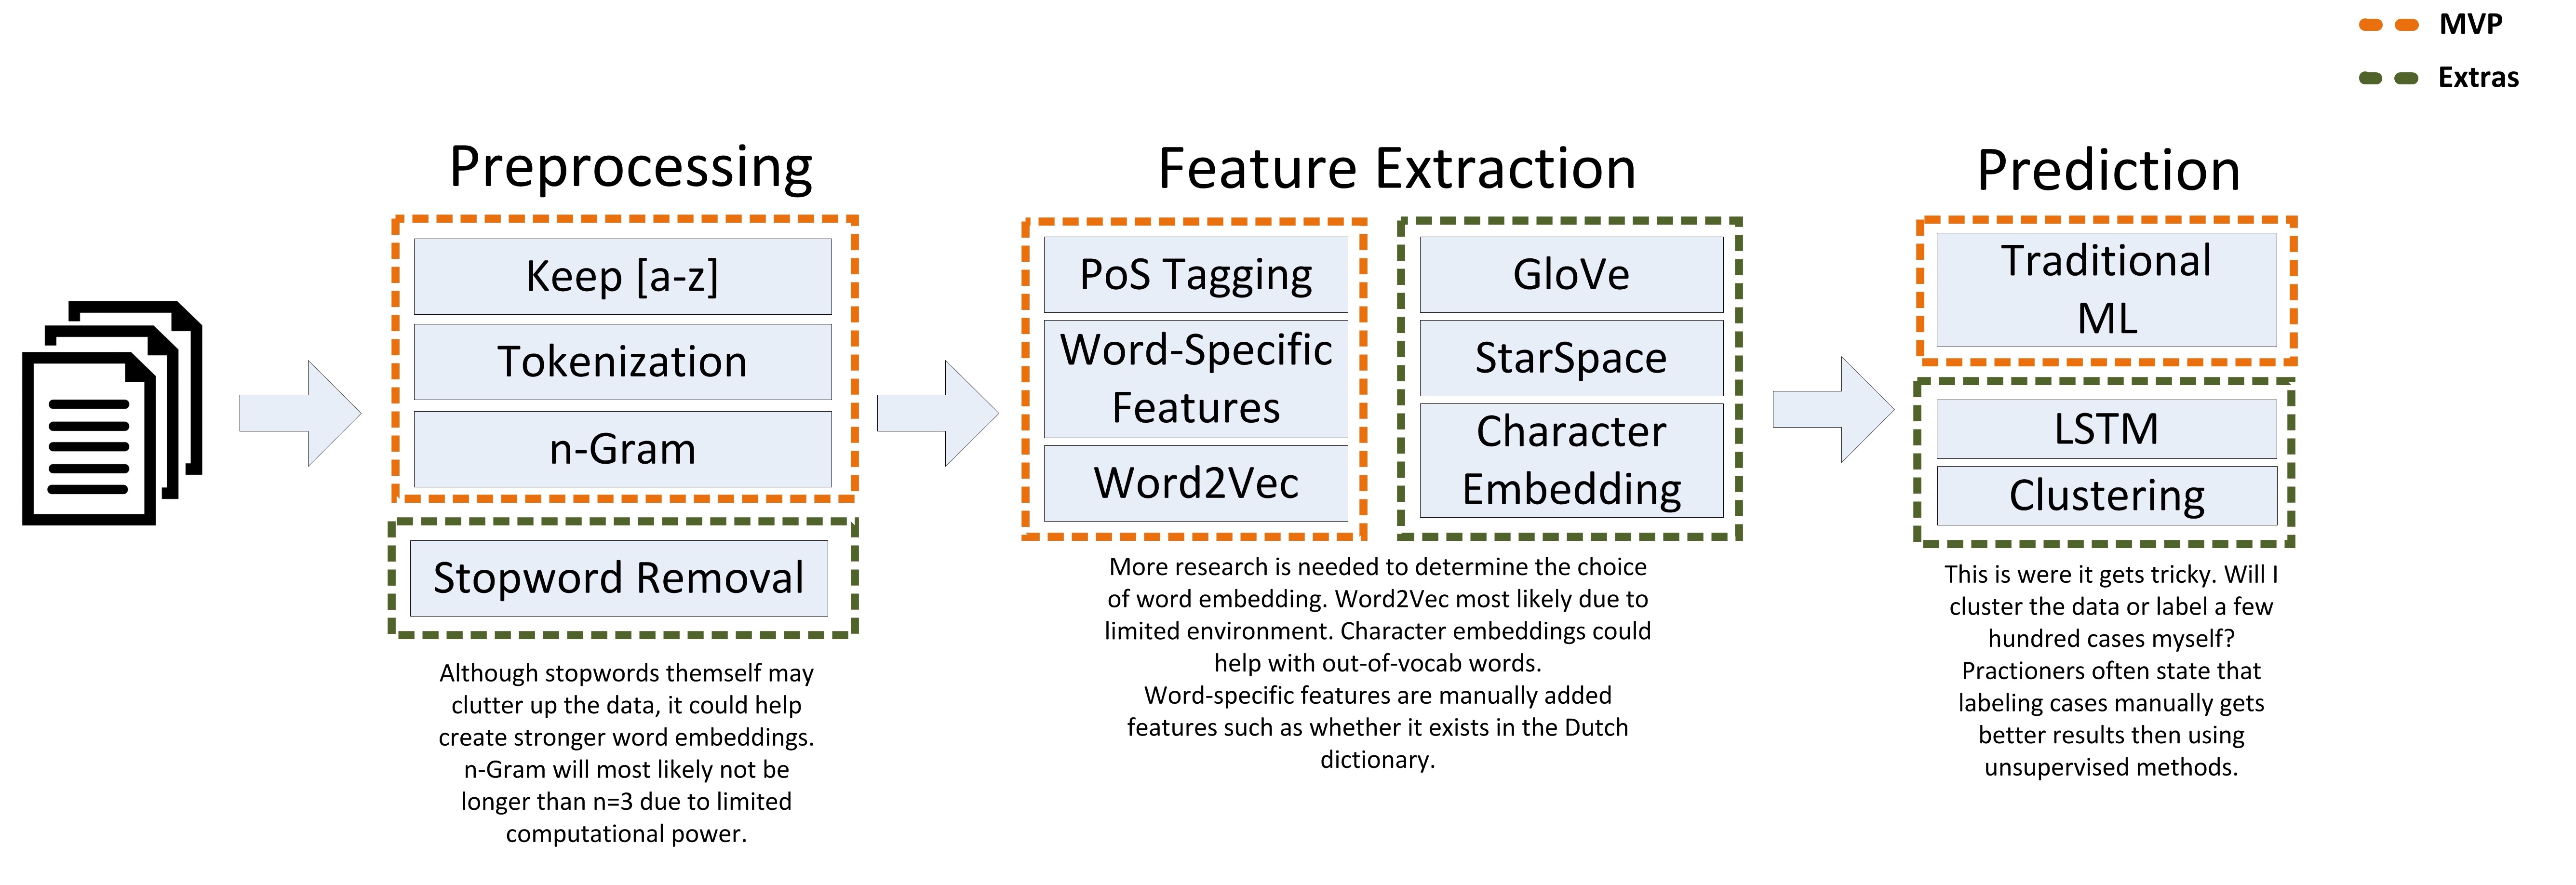 MVP
Extras
Preprocessing
Keep [a-z]
Tokenization
n-Gram
Stopword Removal
Although stopwords themself may
clutter up the data, it could help
create stronger word embeddings.
n-Gram will most likely not be
longer than n=3 due to limited
computational power.
Feature Extraction
PoS Tagging
Word-Specific
Features
Word2Vec
GloVe
StarSpace
Character
Embedding
More research is needed to determine the choice
of word embedding. Word2Vec most likely due to
limited environment. Character embeddings could
help with out-of-vocab words.
Word-specific features are manually added
features such as whether it exists in the Dutch
dictionary.
Prediction
Traditional
ML
LSTM
Clustering
This is were it gets tricky. Will I
cluster the data or label a few
hundred cases myself?
Practioners often state that
labeling cases manually gets
better results then using
unsupervised methods.